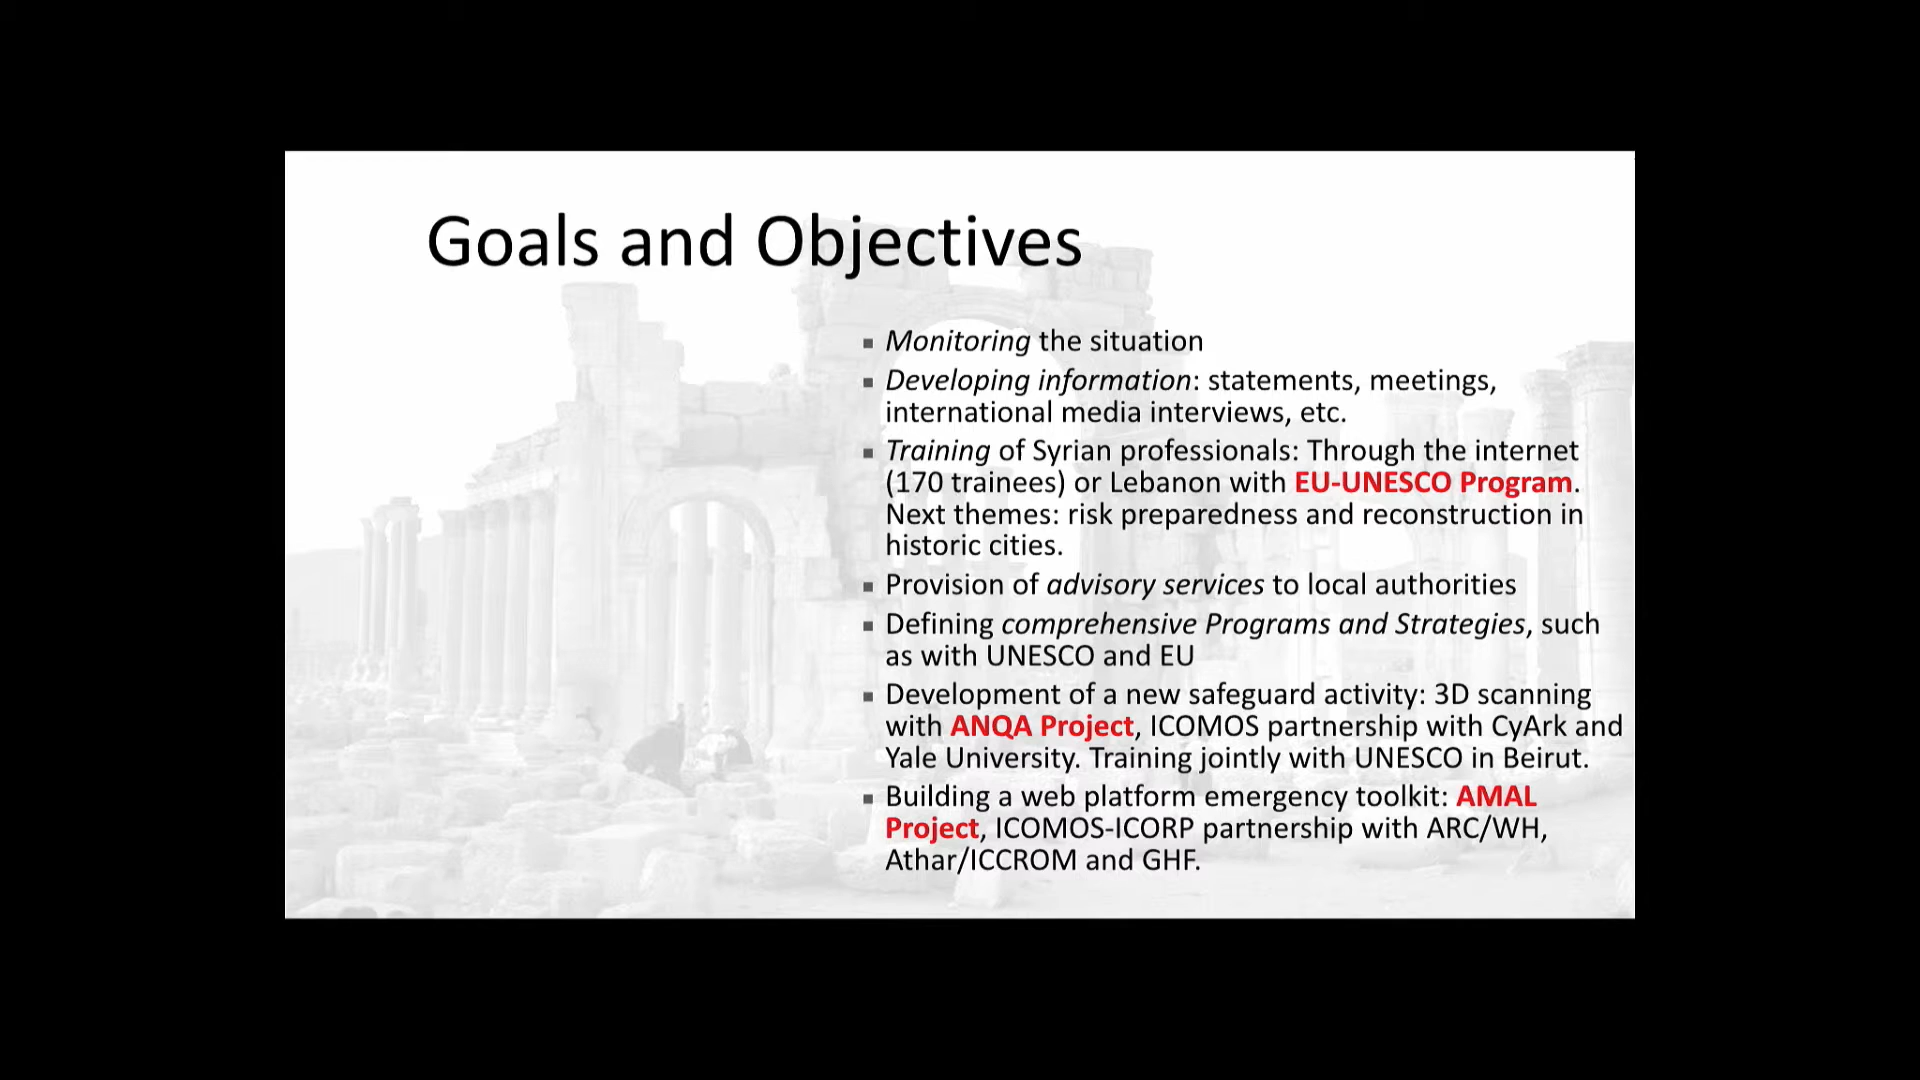 Goals and Objectives
Monitoring the situation
Developing information: statements, meetings,
international media interviews, etc.
Training of Syrian professionals: Through the internet
(170 trainees) or Lebanon with EU-UNESCO Program.
Next themes: risk preparedness and reconstruction in
historic cities.
Provision of advisory services to local authorities
Defining comprehensive Programs and Strategies, such
as with UNESCO and EU
Development of a new safeguard activity: 3D scanning
with ANQA Project, ICOMOS partnership with CyArk and
Yale University. Training jointly with UNESCO in Beirut.
Building a web platform emergency toolkit: AMAL
Project, ICOMOS-ICORP partnership with ARC/WH,
Athar/ICCROM and GHF.